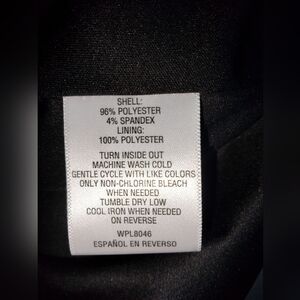 SHELL:
96% POLYESTER
4% SPANDEX
LINING:
100% POLYESTER
TURN INSIDE OUT
MACHINE WASH COLD
GENTLE CYCLE WITH LIKE COLORS
ONLY NON-CHLORINE BLEACH
WHEN NEEDED
TUMBLE DRY LOW
COOL IRON WHEN NEEDED
ON REVERSE
WPL8046
ESPAÑOL EN REVERSO